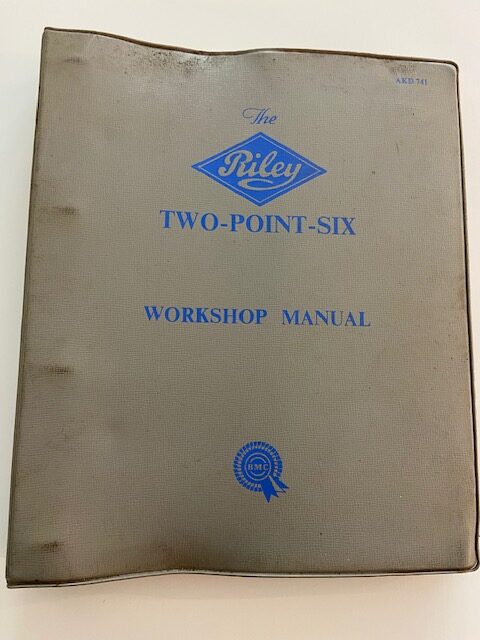 AKD 741
The
Riley
TWO-POINT-SIX
WORKSHOP MANUAL
BMC